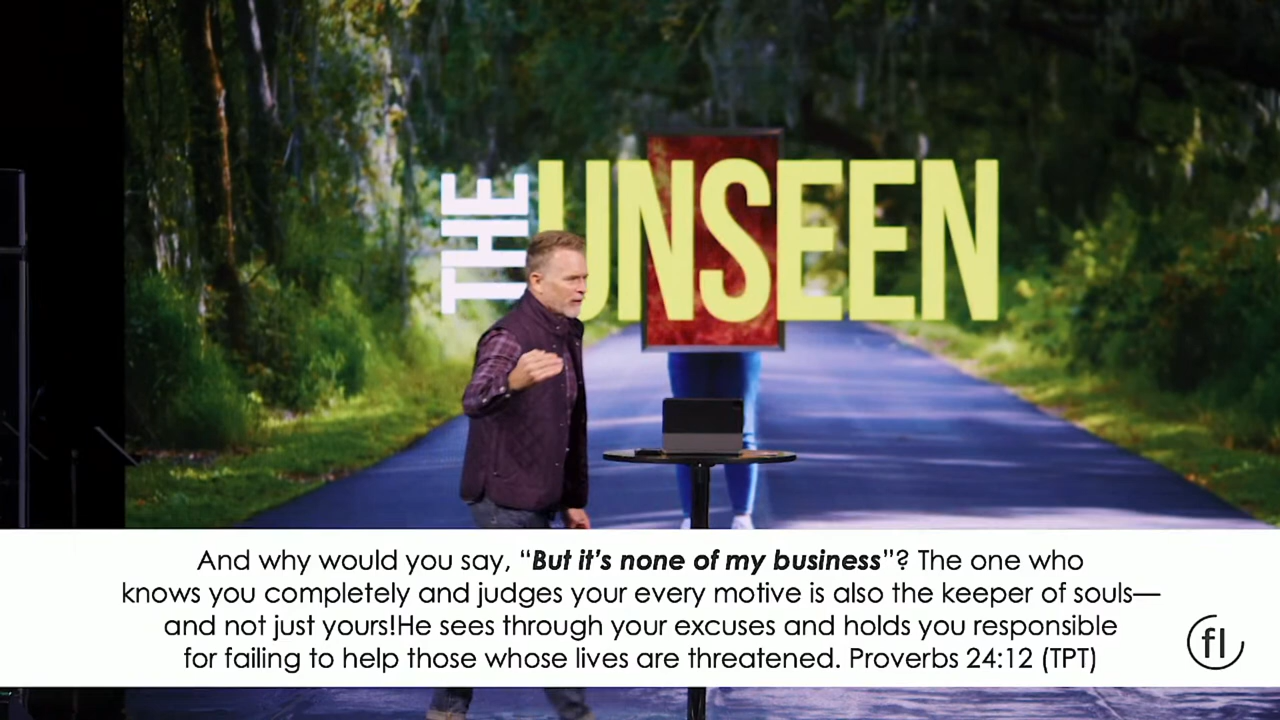 THE UNSEEN
And why would you say, “But it’s none of my business”? The one who
knows you completely and judges your every motive is also the keeper of souls—
and not just yours!He sees through your excuses and holds you responsible
for failing to help those whose lives are threatened. Proverbs 24:12 (TPT)
fl